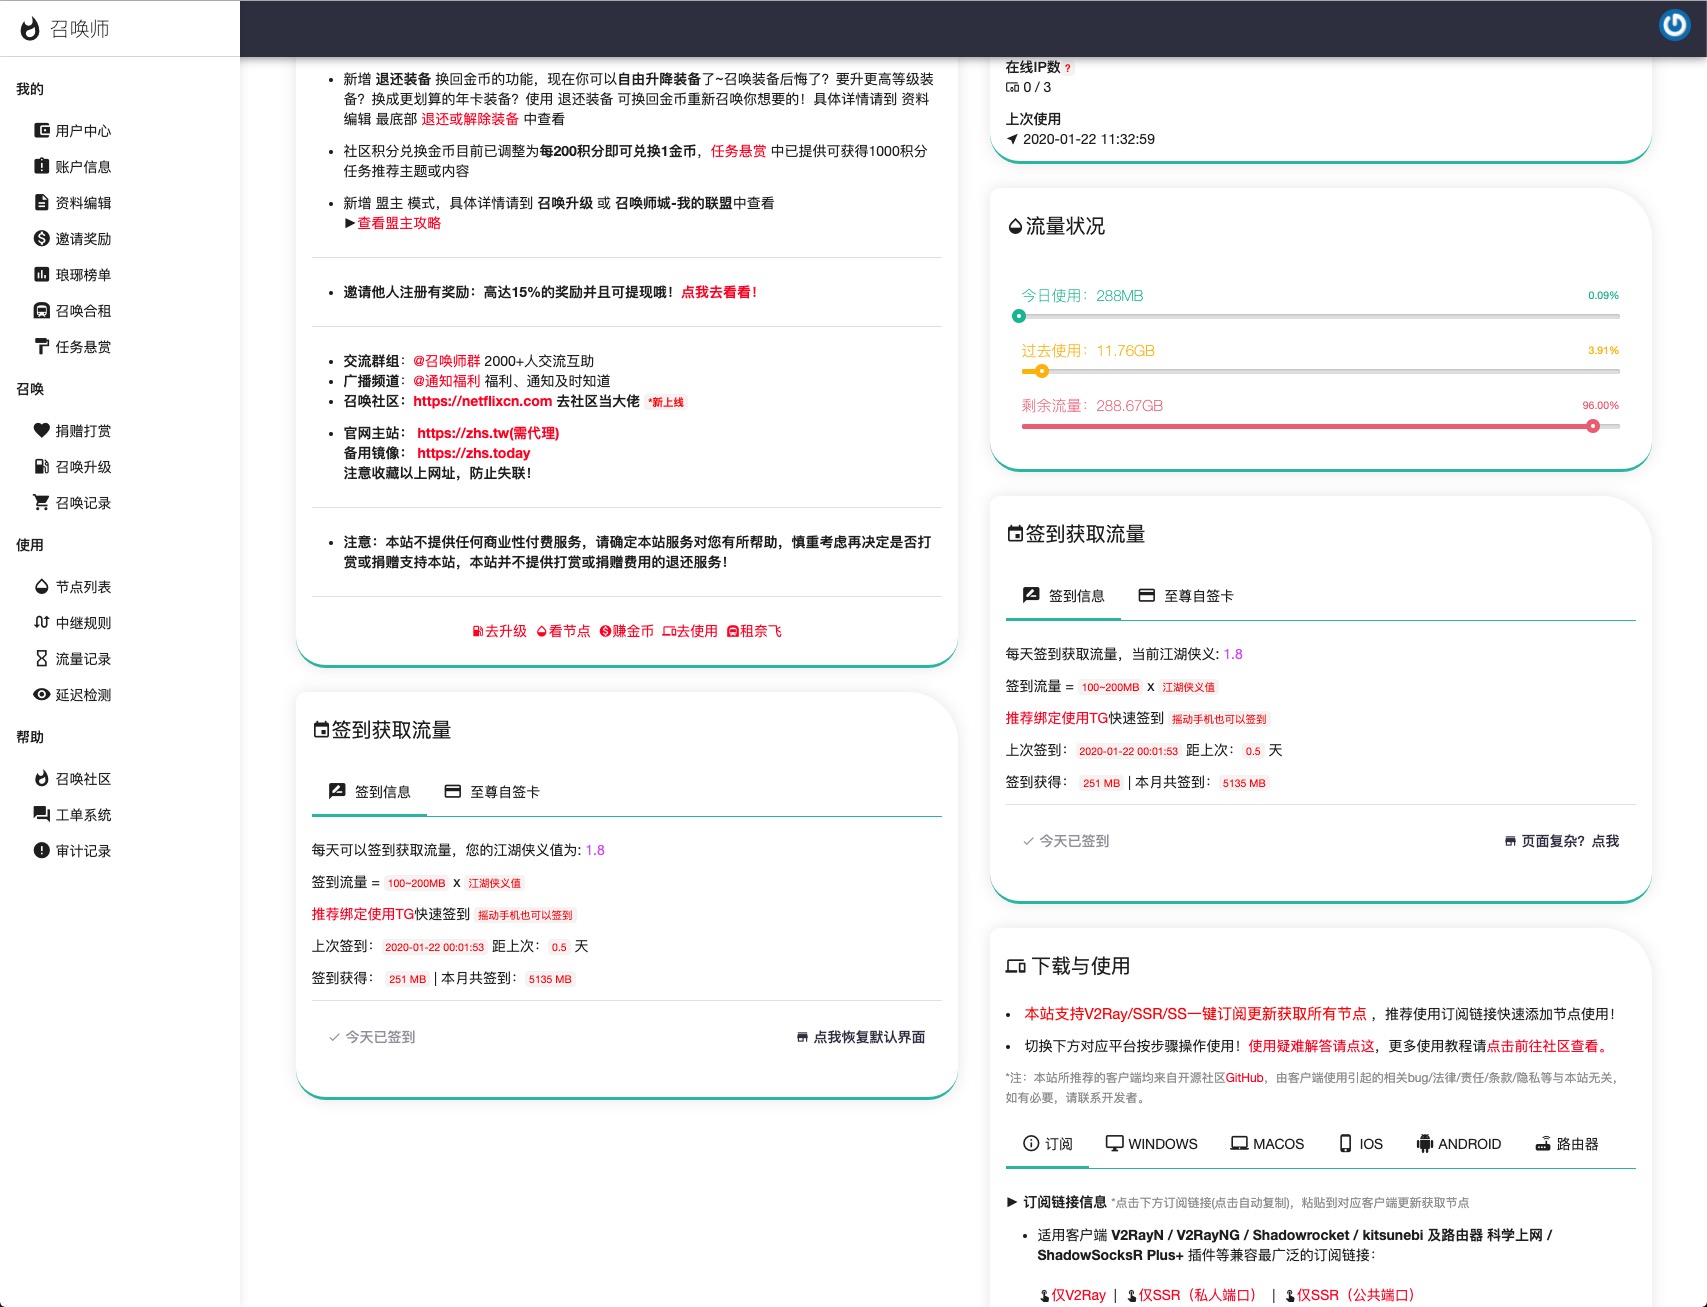 召唤师
我的
用户中心
账户信息
资料编辑
邀请奖励
琅琊榜单
召唤合租
任务悬赏
召唤
捐赠打赏
召唤升级
召唤记录
使用
节点列表
中继规则
流量记录
延迟检测
帮助
召唤社区
工单系统
审计记录
新增 退还装备 换回金币的功能，现在你可以自由升降装备了~召唤装备后悔了？要升更高等级装
备？换成更划算的年卡装备？使用 退还装备 可换回金币重新召唤你想要的！具体详情请到 资料
编辑 最底部 退还或解除装备 中查看
社区积分兑换金币目前已调整为每200积分即可兑换1金币，任务悬赏 中已提供可获得1000积分
任务推荐主题或内容
新增 盟主 模式，具体详情请到 召唤升级 或 召唤师城-我的联盟中查看
►查看盟主攻略
邀请他人注册有奖励：高达15%的奖励并且可提现哦！点我去看看！
交流群组：@召唤师群 2000+人交流互助
广播频道：@通知福利 福利、通知及时知道
召唤社区：https://netflixcn.com 去社区当大佬 *新上线
官网主站： https://zhs.tw(需代理)
备用镜像： https://zhs.today
注意收藏以上网址，防止失联！
注意：本站不提供任何商业性付费服务，请确定本站服务对您有所帮助，慎重考虑再决定是否打
赏或捐赠支持本站，本站并不提供打赏或捐赠费用的退还服务！
去升级 看节点 赚金币 去使用 租奈飞
签到获取流量
签到信息 至尊自签卡
每天可以签到获取流量，您的江湖侠义值为: 1.8
签到流量 = 100~200MB x 江湖侠义值
推荐绑定使用TG快速签到 摇动手机也可以签到
上次签到： 2020-01-22 00:01:53 距上次： 0.5 天
签到获得： 251 MB | 本月共签到： 5135 MB
今天已签到 点我恢复默认界面
在线IP数 ?
0 / 3
上次使用
2020-01-22 11:32:59
流量状况
今日使用：288MB 0.09%
过去使用：11.76GB 3.91%
剩余流量：288.67GB 96.00%
签到获取流量
签到信息 至尊自签卡
每天签到获取流量，当前江湖侠义: 1.8
签到流量 = 100~200MB x 江湖侠义值
推荐绑定使用TG快速签到 摇动手机也可以签到
上次签到： 2020-01-22 00:01:53 距上次： 0.5 天
签到获得： 251 MB | 本月共签到： 5135 MB
今天已签到 页面复杂？点我
下载与使用
本站支持V2Ray/SSR/SS一键订阅更新获取所有节点 ，推荐使用订阅链接快速添加节点使用！
切换下方对应平台按步骤操作使用！使用疑难解答请点这，更多使用教程请点击前往社区查看。
*注：本站所推荐的客户端均来自开源社区GitHub，由客户端使用引起的相关bug/法律/责任/条款/隐私等与本站无关，
如有必要，请联系开发者。
订阅 WINDOWS MACOS IOS ANDROID 路由器
► 订阅链接信息 *点击下方订阅链接(点击自动复制)，粘贴到对应客户端更新获取节点
适用客户端 V2RayN / V2RayNG / Shadowrocket / kitsunebi 及路由器 科学上网 /
ShadowSocksR Plus+ 插件等兼容最广泛的订阅链接：
仅V2Ray | 仅SSR（私人端口） | 仅SSR（公共端口）